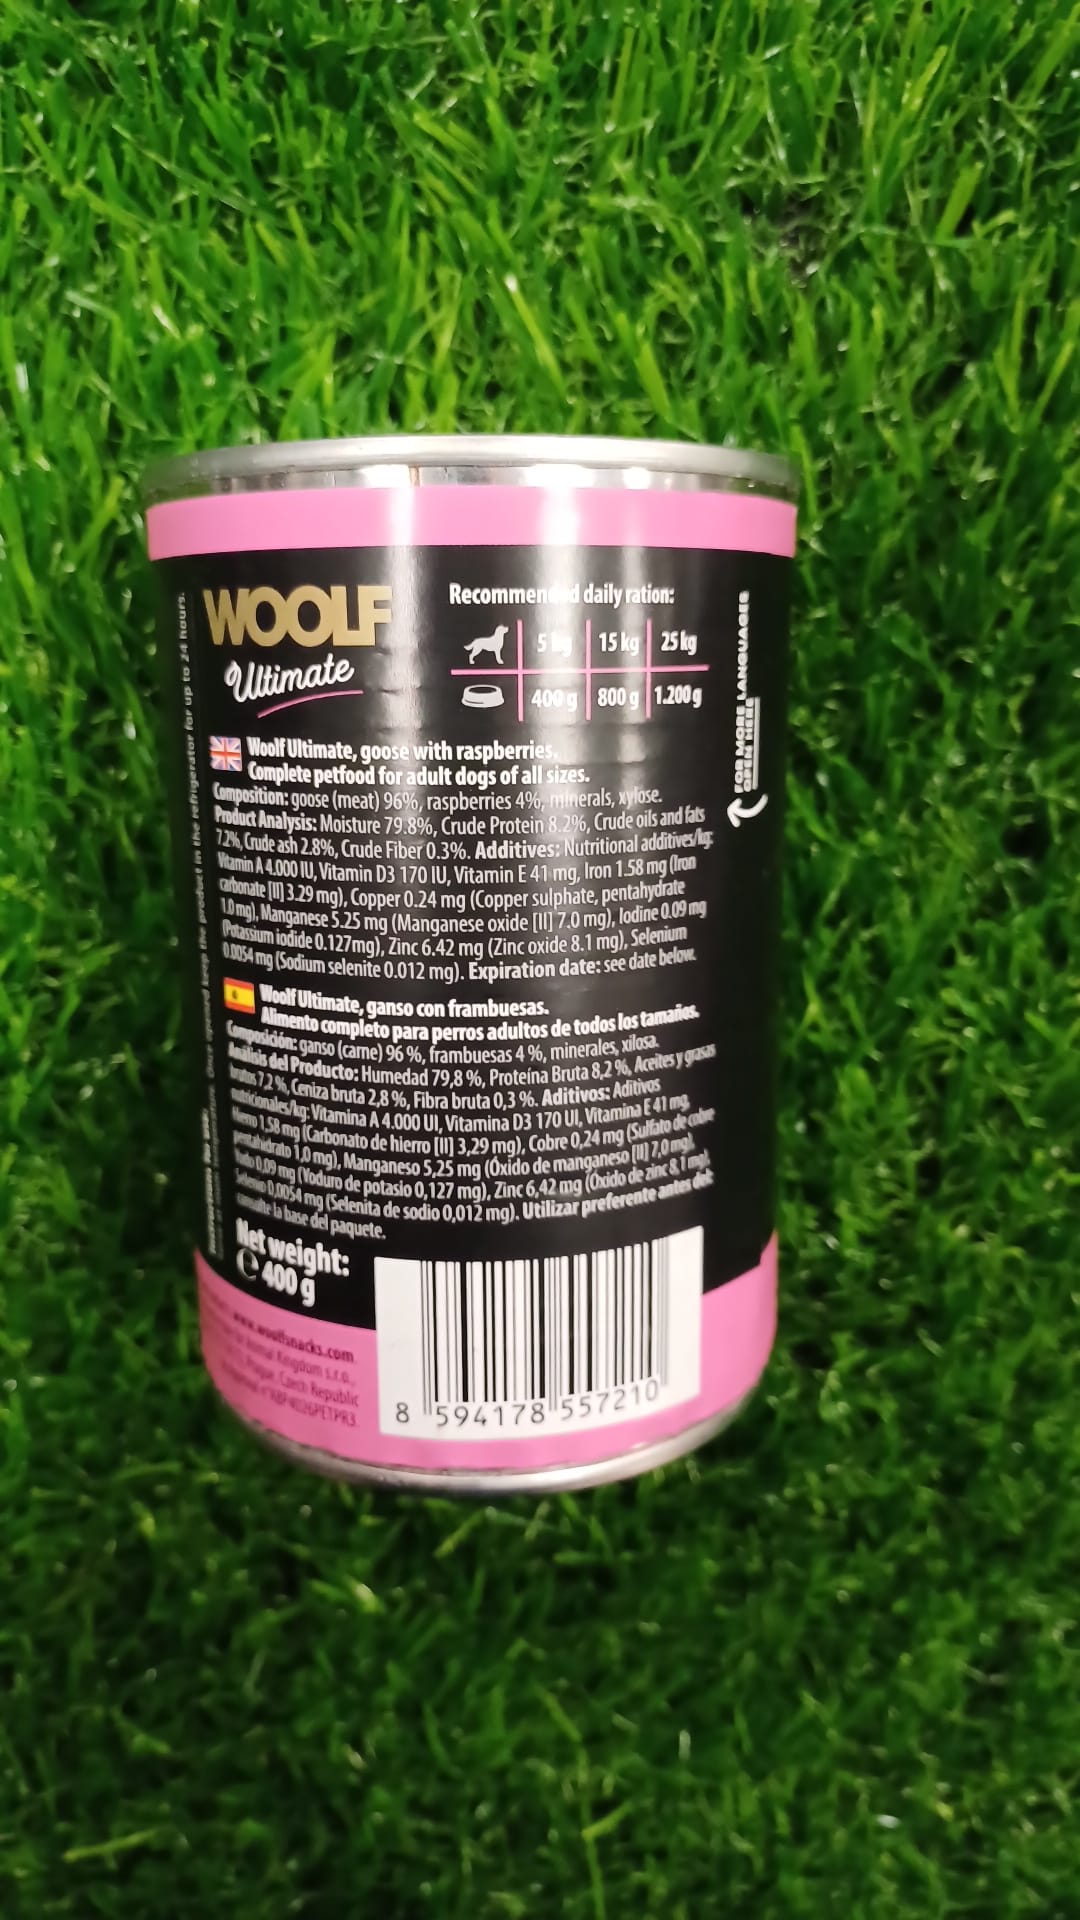 WOOLF
Ultimate
Recommended daily ration:
5 kg 15 kg 25 kg
400 g 800 g 1.200 g
FOR MORE LANGUAGES
OPEN HERE
keep the product in the refrigerator for up to 24 hours.
Woolf Ultimate, goose with raspberries.
Complete petfood for adult dogs of all sizes.
Composition: goose (meat) 96%, raspberries 4%, minerals, xylose.
Product Analysis: Moisture 79.8%, Crude Protein 8.2%, Crude oils and fats
7.2%, Crude ash 2.8%, Crude Fiber 0.3%. Additives: Nutritional additives/kg:
Vitamin A 4,000 IU, Vitamin D3 170 IU, Vitamin E 41 mg, Iron 1.58 mg (Iron
carbonate [II] 3.29 mg), Copper 0.24 mg (Copper sulphate, pentahydrate
1.0 mg), Manganese 5.25 mg (Manganese oxide [II] 7.0 mg), Iodine 0.09 mg
(Potassium iodide 0.127mg), Zinc 6.42 mg (Zinc oxide 8.1 mg), Selenium
0.0054 mg (Sodium selenite 0.012 mg). Expiration date: see date below.
Woolf Ultimate, ganso con frambuesas.
Alimento completo para perros adultos de todos los tamaños.
Composición: ganso (carne) 96 %, frambuesas 4 %, minerales, xilosa.
Análisis del Producto: Humedad 79,8 %, Proteína Bruta 8,2 %, Aceites y grasas
brutos 7,2 %, Ceniza bruta 2,8 %, Fibra bruta 0,3 %. Aditivos: Aditivos
nutricionales/kg: Vitamina A 4.000 UI, Vitamina D3 170 UI, Vitamina E 41 mg,
Hierro 1,58 mg (Carbonato de hierro [II] 3,29 mg), Cobre 0,24 mg (Sulfato de cobre
pentahidrato 1,0 mg), Manganeso 5,25 mg (Óxido de manganeso [II] 7,0 mg),
Yodo 0,09 mg (Yoduro de potasio 0,127 mg), Zinc 6,42 mg (Óxido de zinc 8,1 mg),
Selenio 0,0054 mg (Selenita de sodio 0,012 mg). Utilizar preferente antes del:
consulte la base del paquete.
Net weight:
e 400 g
www.woolfsnacks.com
Animal Kingdom s.r.o.,
Prague, Czech Republic
8 594178 557210